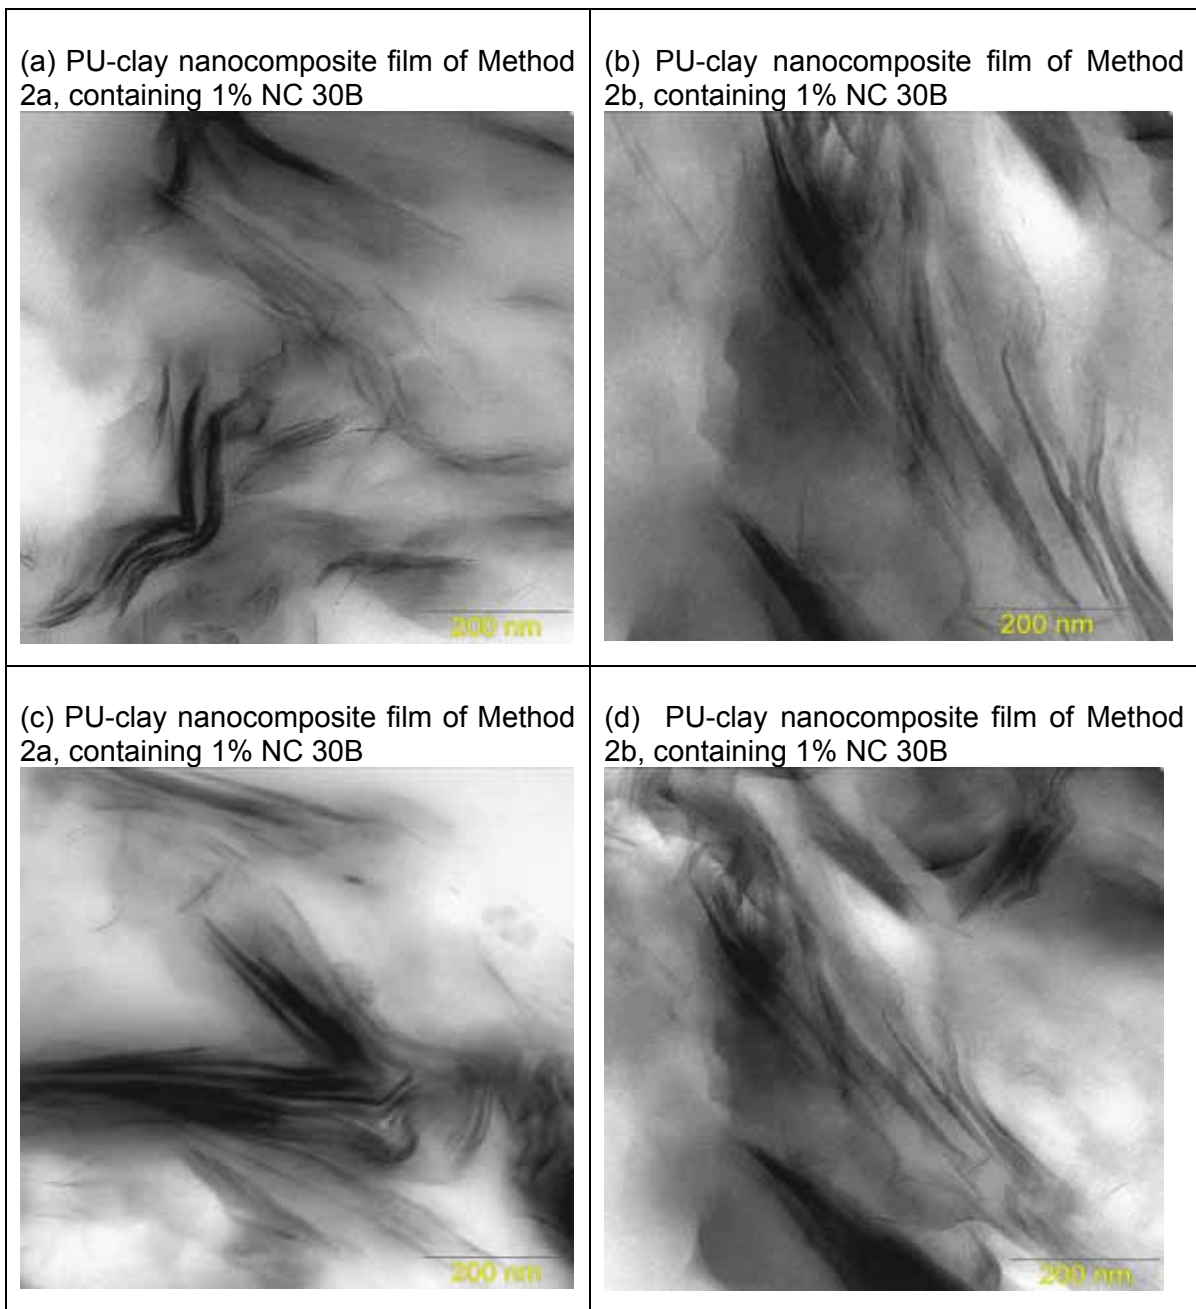 (a) PU-clay nanocomposite film of Method
2a, containing 1% NC 30B
200 nm
(b) PU-clay nanocomposite film of Method
2b, containing 1% NC 30B
200 nm
(c) PU-clay nanocomposite film of Method
2a, containing 1% NC 30B
200 nm
(d) PU-clay nanocomposite film of Method
2b, containing 1% NC 30B
200 nm